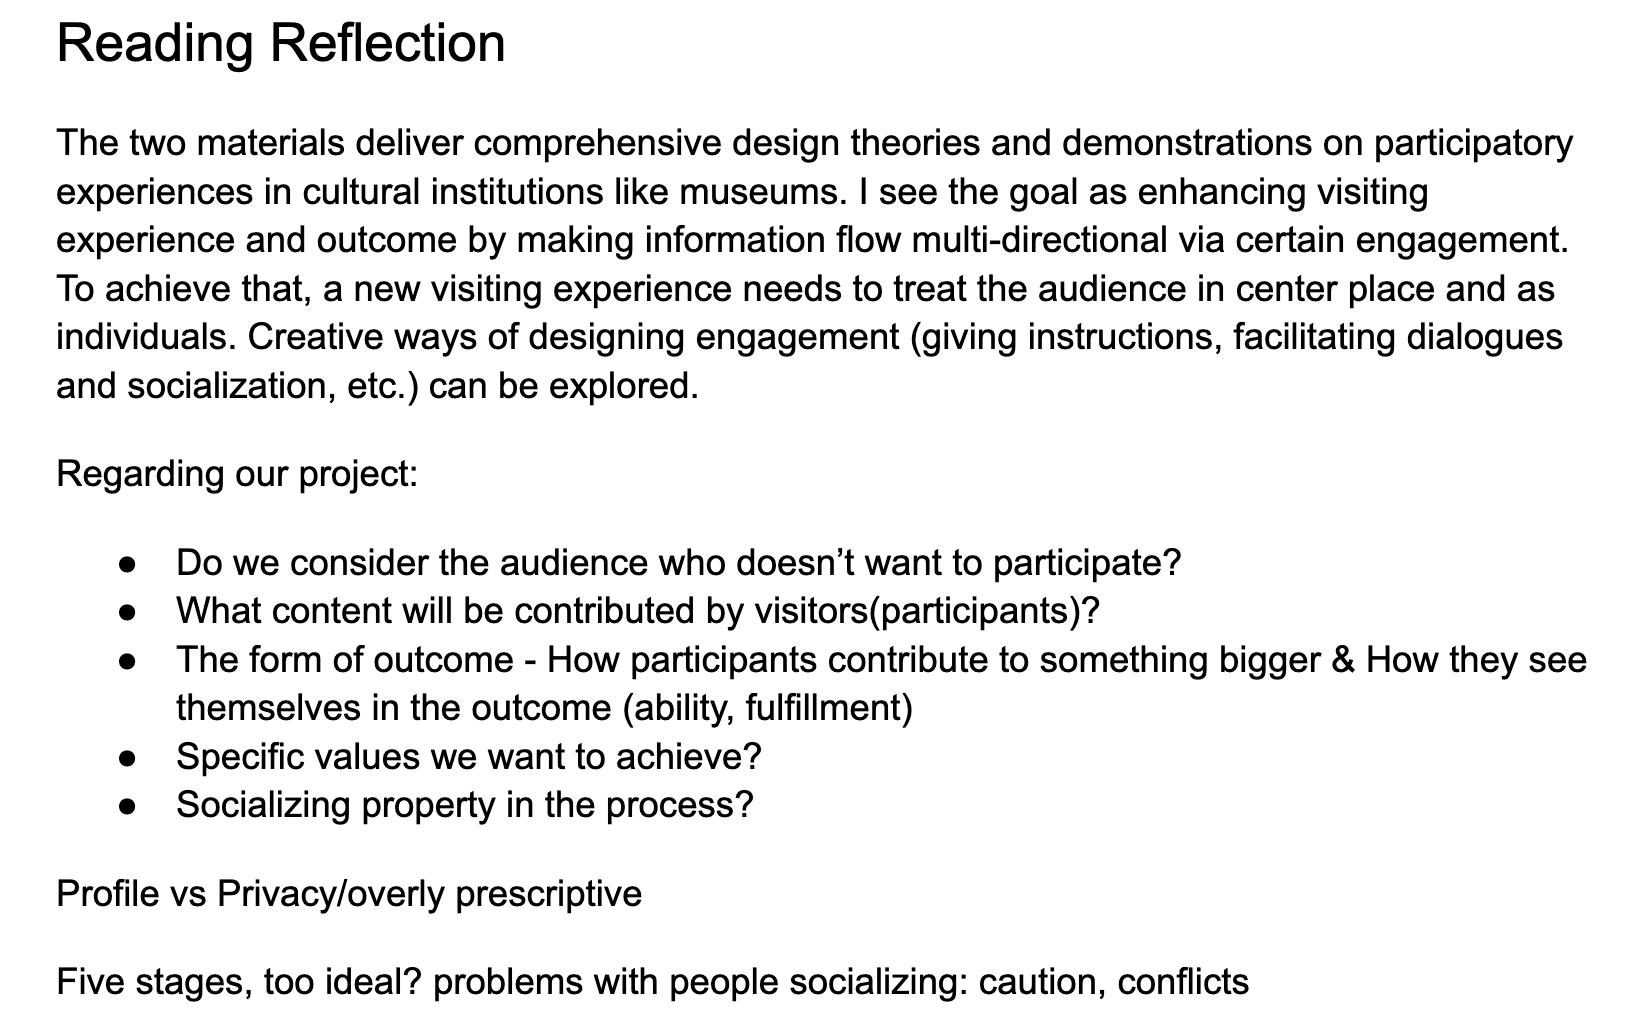 Reading Reflection
The two materials deliver comprehensive design theories and demonstrations on participatory
experiences in cultural institutions like museums. I see the goal as enhancing visiting
experience and outcome by making information flow multi-directional via certain engagement.
To achieve that, a new visiting experience needs to treat the audience in center place and as
individuals. Creative ways of designing engagement (giving instructions, facilitating dialogues
and socialization, etc.) can be explored.
Regarding our project:
● Do we consider the audience who doesn’t want to participate?
● What content will be contributed by visitors(participants)?
● The form of outcome - How participants contribute to something bigger & How they see
themselves in the outcome (ability, fulfillment)
● Specific values we want to achieve?
● Socializing property in the process?
Profile vs Privacy/overly prescriptive
Five stages, too ideal? problems with people socializing: caution, conflicts